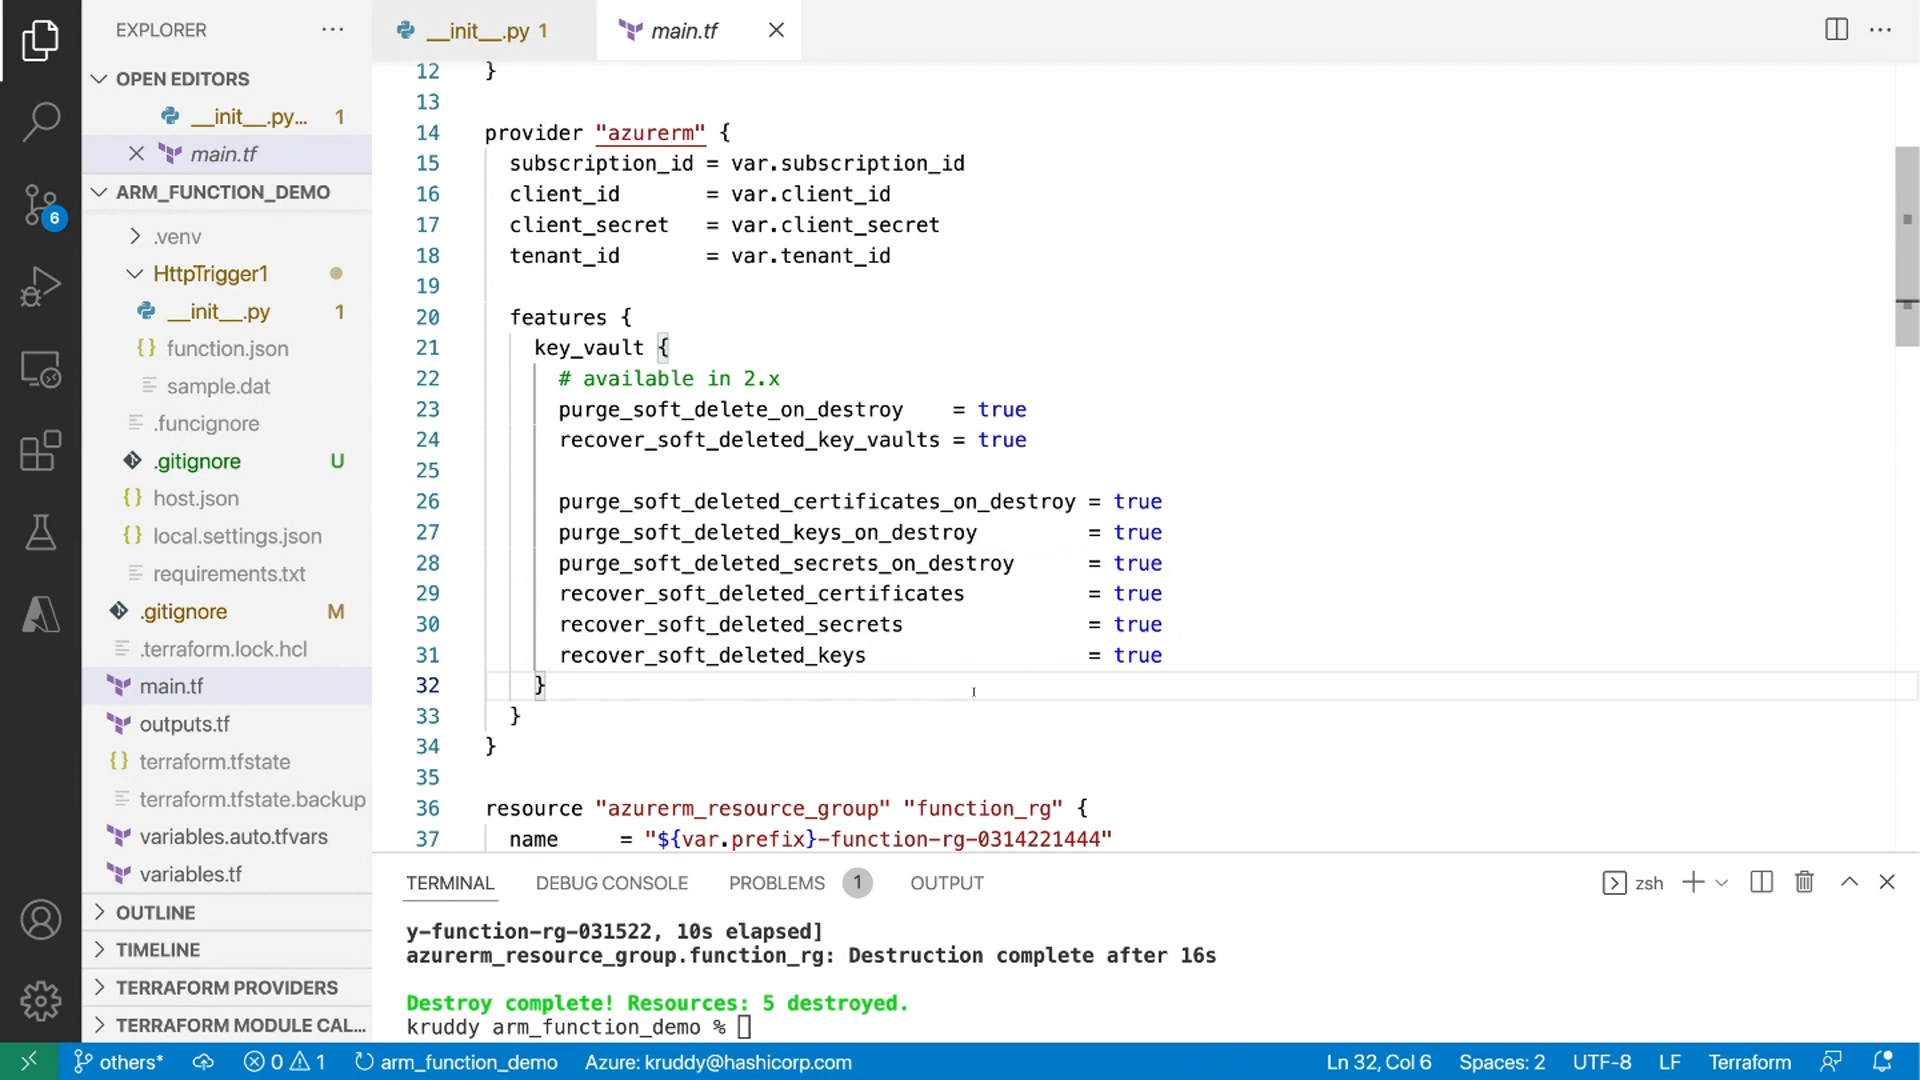 EXPLORER
OPEN EDITORS
__init__.py... 1
main.tf
ARM_FUNCTION_DEMO
.venv
HttpTrigger1
__init__.py 1
function.json
sample.dat
.funcignore
.gitignore U
host.json
local.settings.json
requirements.txt
.gitignore M
.terraform.lock.hcl
main.tf
outputs.tf
terraform.tfstate
terraform.tfstate.backup
variables.auto.tfvars
variables.tf
OUTLINE
TIMELINE
TERRAFORM PROVIDERS
TERRAFORM MODULE CAL...
6
__init__.py 1
main.tf
12 }
13
14 provider "azurerm" {
15 subscription_id = var.subscription_id
16 client_id = var.client_id
17 client_secret = var.client_secret
18 tenant_id = var.tenant_id
19
20 features {
21 key_vault {
22 # available in 2.x
23 purge_soft_delete_on_destroy = true
24 recover_soft_deleted_key_vaults = true
25
26 purge_soft_deleted_certificates_on_destroy = true
27 purge_soft_deleted_keys_on_destroy = true
28 purge_soft_deleted_secrets_on_destroy = true
29 recover_soft_deleted_certificates = true
30 recover_soft_deleted_secrets = true
31 recover_soft_deleted_keys = true
32 }
33 }
34 }
35
36 resource "azurerm_resource_group" "function_rg" {
37 name = "${var.prefix}-function-rg-0314221444"
TERMINAL DEBUG CONSOLE PROBLEMS 1 OUTPUT zsh
y-function-rg-031522, 10s elapsed]
azurerm_resource_group.function_rg: Destruction complete after 16s
Destroy complete! Resources: 5 destroyed.
kruddy arm_function_demo %
others* 0 1 arm_function_demo Azure: kruddy@hashicorp.com Ln 32, Col 6 Spaces: 2 UTF-8 LF Terraform